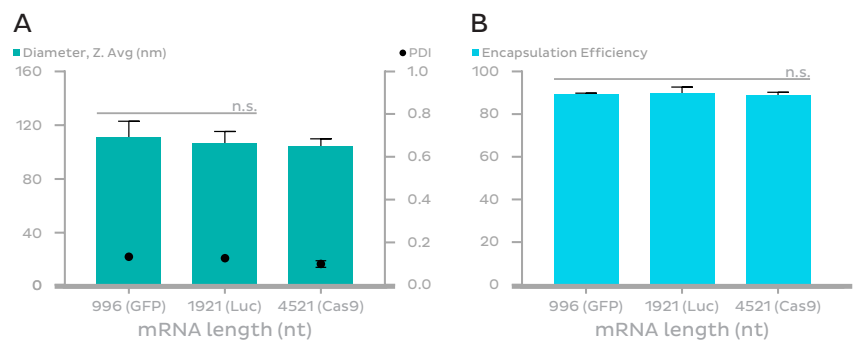 A
Diameter, Z. Avg (nm)
PDI
160
120
80
40
0
1.0
0.8
0.6
0.4
0.2
0.0
n.s.
996 (GFP)
1921 (Luc)
4521 (Cas9)
mRNA length (nt)
B
Encapsulation Efficiency
100
80
60
40
20
0
n.s.
996 (GFP)
1921 (Luc)
4521 (Cas9)
mRNA length (nt)